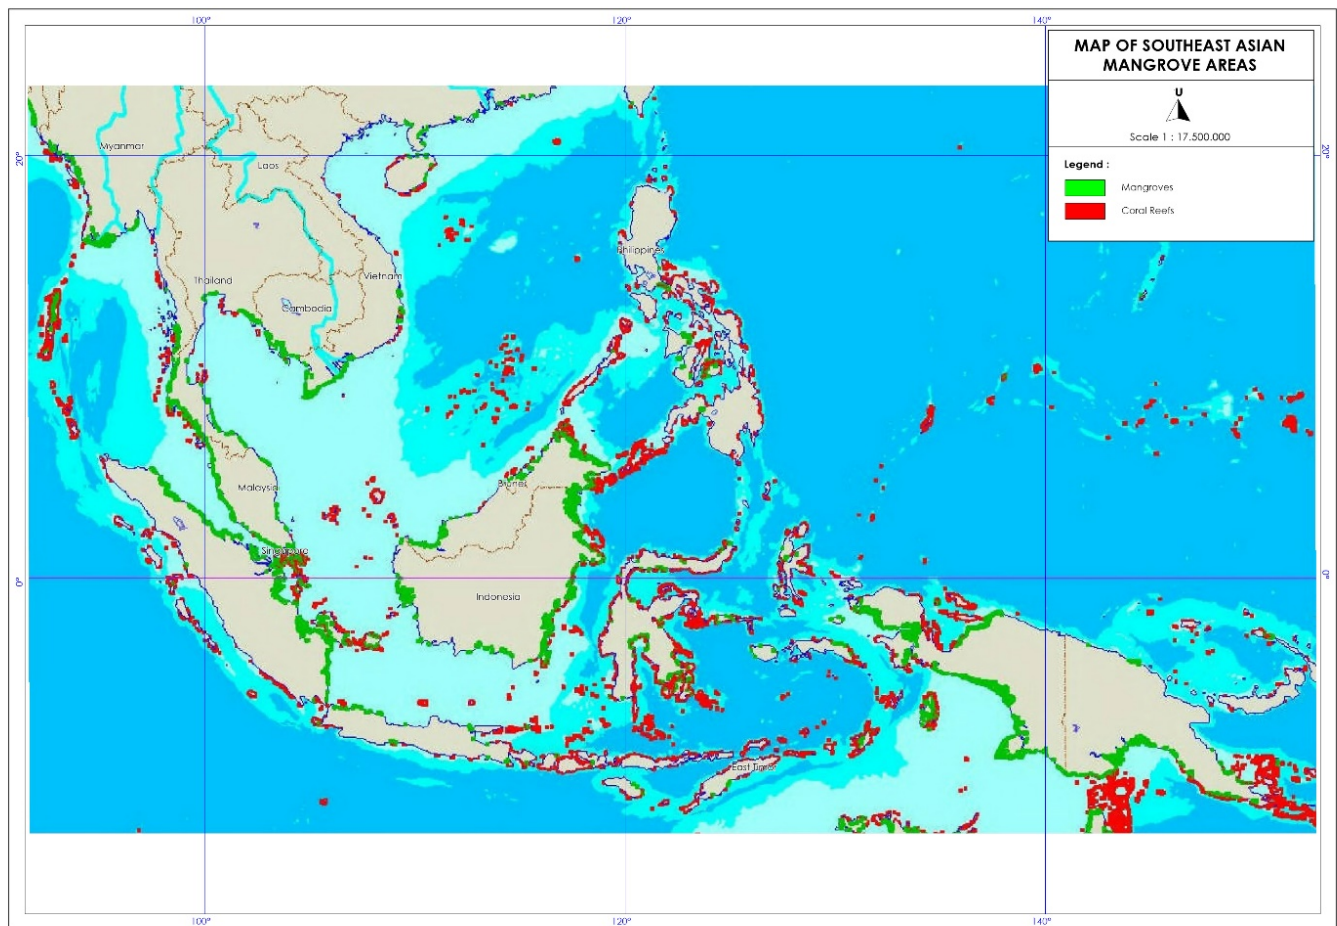 100°
120°
140°
MAP OF SOUTHEAST ASIAN
MANGROVE AREAS
U
Scale 1 : 17.500.000
Legend :
Mangroves
Coral Reefs
20°
20°
Myanmar
Laos
Philippines
Thailand
Vietnam
Cambodia
Malaysia
Brunei
Singapore
0°
0°
Indonesia
East Timor
100°
120°
140°